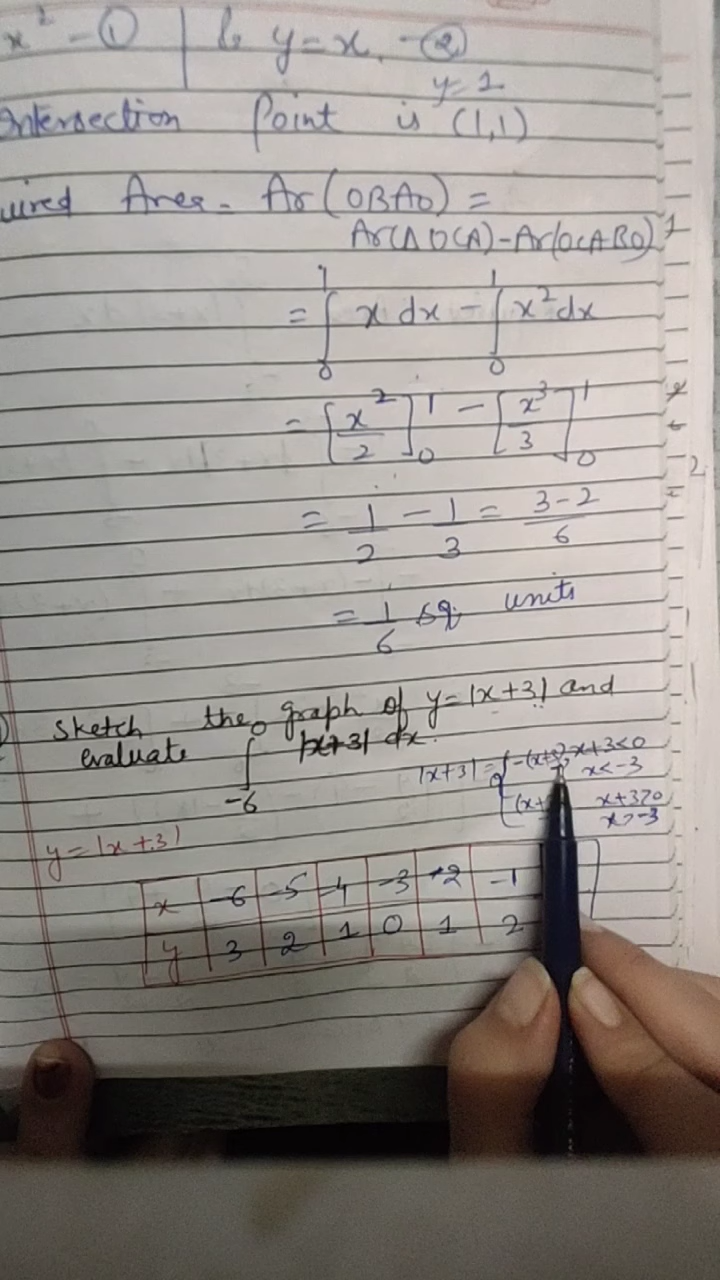 x² - ① | & y = x. - ②
y = 1
Intersection Point is (1,1)
Area = Ar(OBAO) =
Ar(ΔOCA) - Ar(OCABO)
= ∫₀¹ x dx - ∫₀¹ x² dx
= [x²/2]₀¹ - [x³/3]₀¹
= 1/2 - 1/3 = (3-2)/6
= 1/6 sq. units
Sketch the graph of y = |x+3| and
evaluate ∫₋₆⁰ |x+3| dx.
|x+3| = { -(x+3), x+3<0
x<-3
(x+ x+3>0
x>-3
y = |x+3|
x -6 -5 -4 -3 -2 -1
y 3 2 1 0 1 2